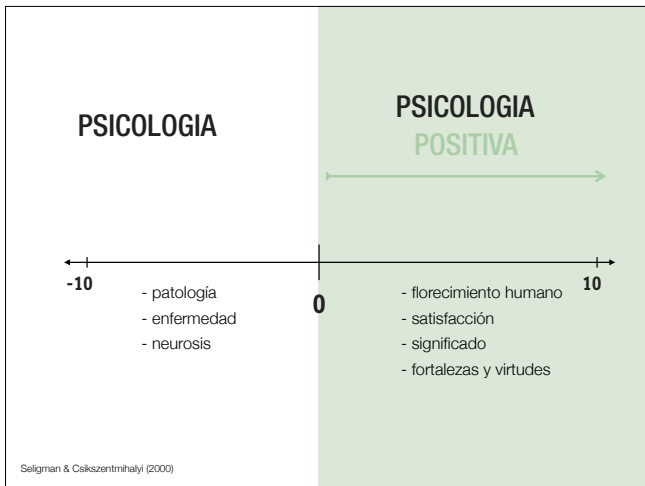 PSICOLOGIA
PSICOLOGIA
POSITIVA
-10
0
10
- patología
- enfermedad
- neurosis
- florecimiento humano
- satisfacción
- significado
- fortalezas y virtudes
Seligman & Csikszentmihalyi (2000)